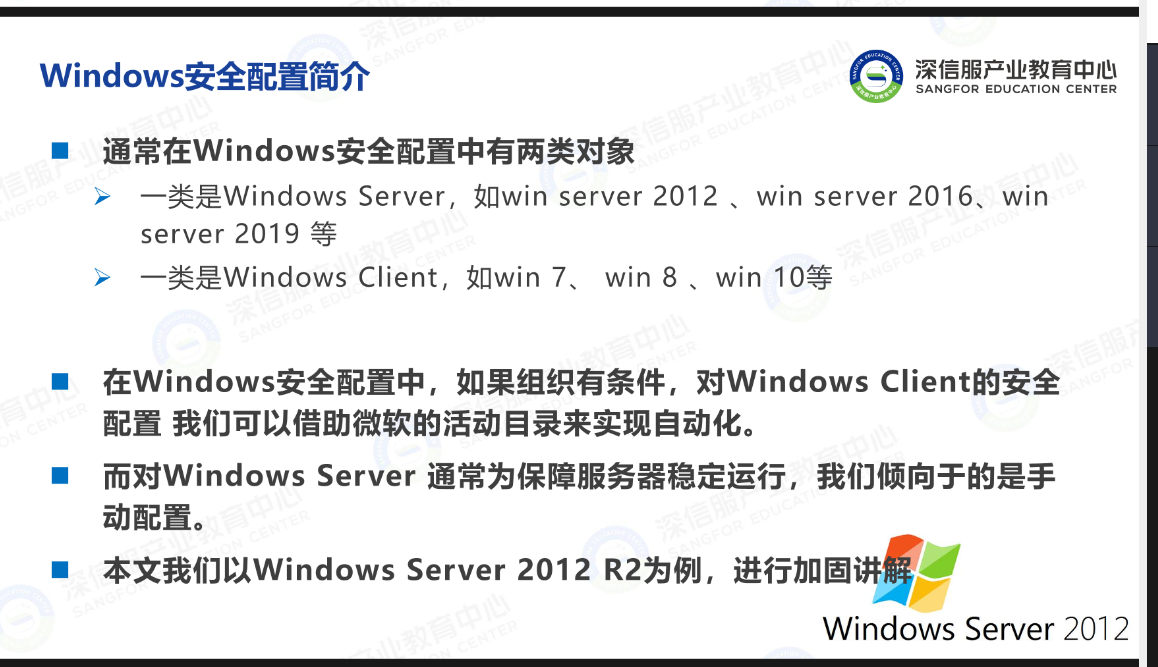 Windows安全配置简介
深信服产业教育中心
SANGFOR EDUCATION CENTER
通常在Windows安全配置中有两类对象
一类是Windows Server，如win server 2012 、win server 2016、win
server 2019 等
一类是Windows Client，如win 7、 win 8 、win 10等
在Windows安全配置中，如果组织有条件，对Windows Client的安全
配置 我们可以借助微软的活动目录来实现自动化。
而对Windows Server 通常为保障服务器稳定运行，我们倾向于的是手
动配置。
本文我们以Windows Server 2012 R2为例，进行加固讲解
Windows Server 2012